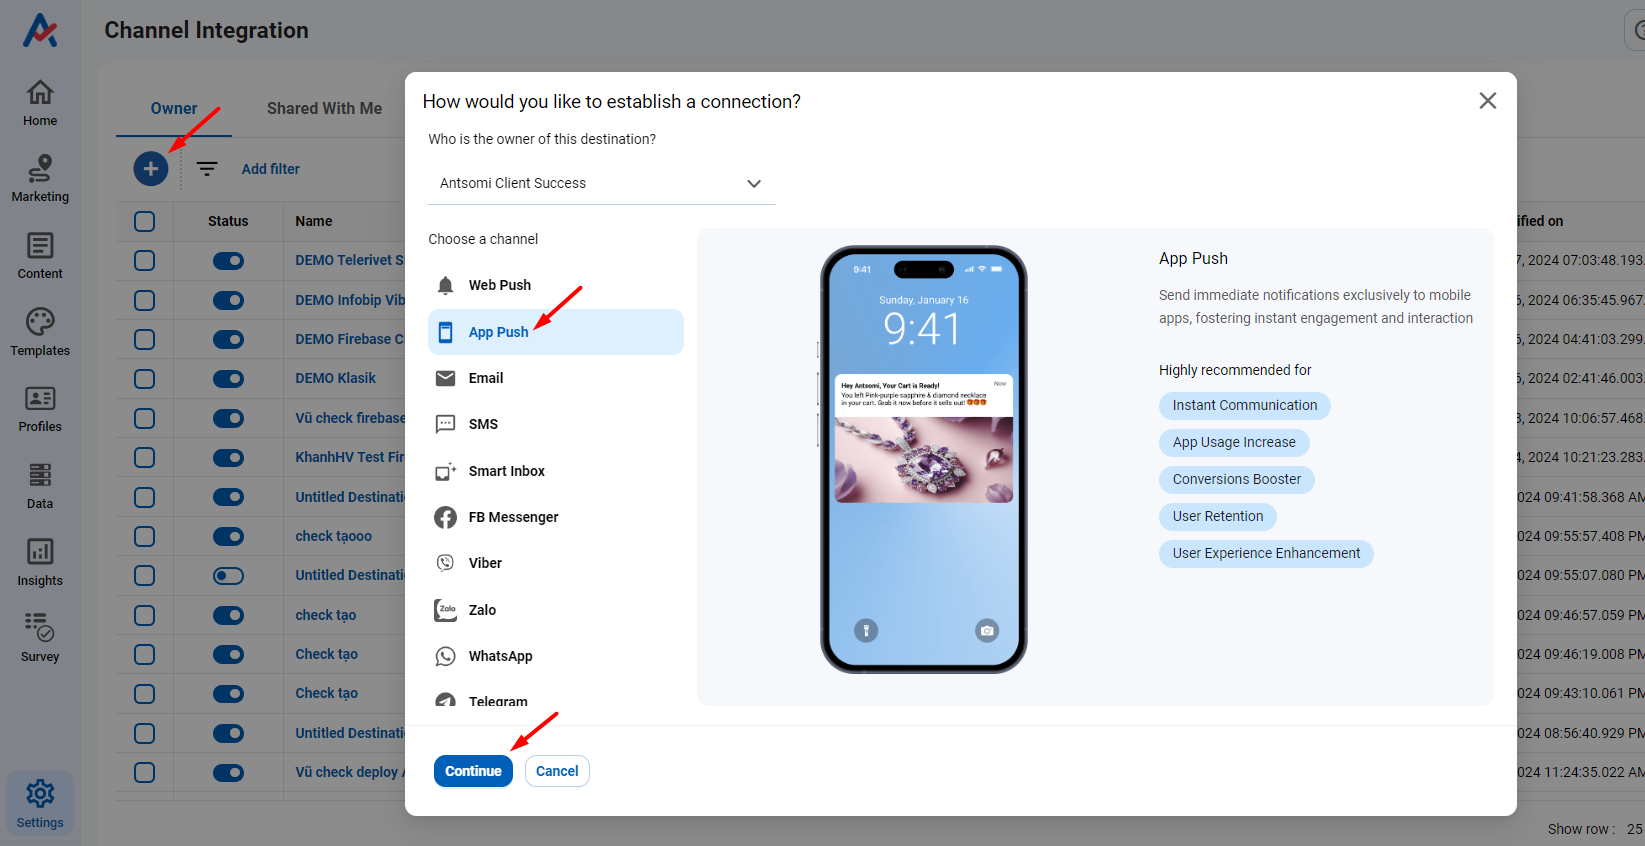 Channel Integration
Home
Marketing
Content
Templates
Profiles
Data
Insights
Survey
Settings
Owner
Shared With Me
Add filter
Status
Name
DEMO Telerivet S
DEMO Infobip Vib
DEMO Firebase C
DEMO Klasik
Vũ check firebase
KhanhHV Test Fir
Untitled Destinati
check tạooo
Untitled Destinati
check tạo
Check tạo
Check tạo
Untitled Destinati
Vũ check deploy A
How would you like to establish a connection?
Who is the owner of this destination?
Antsomi Client Success
Choose a channel
Web Push
App Push
Email
SMS
Smart Inbox
FB Messenger
Viber
Zalo
Zalo
WhatsApp
Telegram
Continue
Cancel
9:41
Sunday, January 16
9:41
Hey Antsomi, Your Cart is Ready!
Now
You left Pink-purple sapphire & diamond necklace
in your cart. Grab it now before it sells out! 🎁🎁🎁
App Push
Send immediate notifications exclusively to mobile
apps, fostering instant engagement and interaction
Highly recommended for
Instant Communication
App Usage Increase
Conversions Booster
User Retention
User Experience Enhancement
ified on
7, 2024 07:03:48.193.
6, 2024 06:35:45.967.
6, 2024 04:41:03.299.
6, 2024 02:41:46.003.
3, 2024 10:06:57.468.
4, 2024 10:21:23.283.
024 09:41:58.368 AM
024 09:55:57.408 PM
024 09:55:07.080 PM
024 09:46:57.059 PM
024 09:46:19.008 PM
024 09:43:10.061 PM
024 08:56:40.929 PM
024 11:24:35.022 AM
Show row : 25